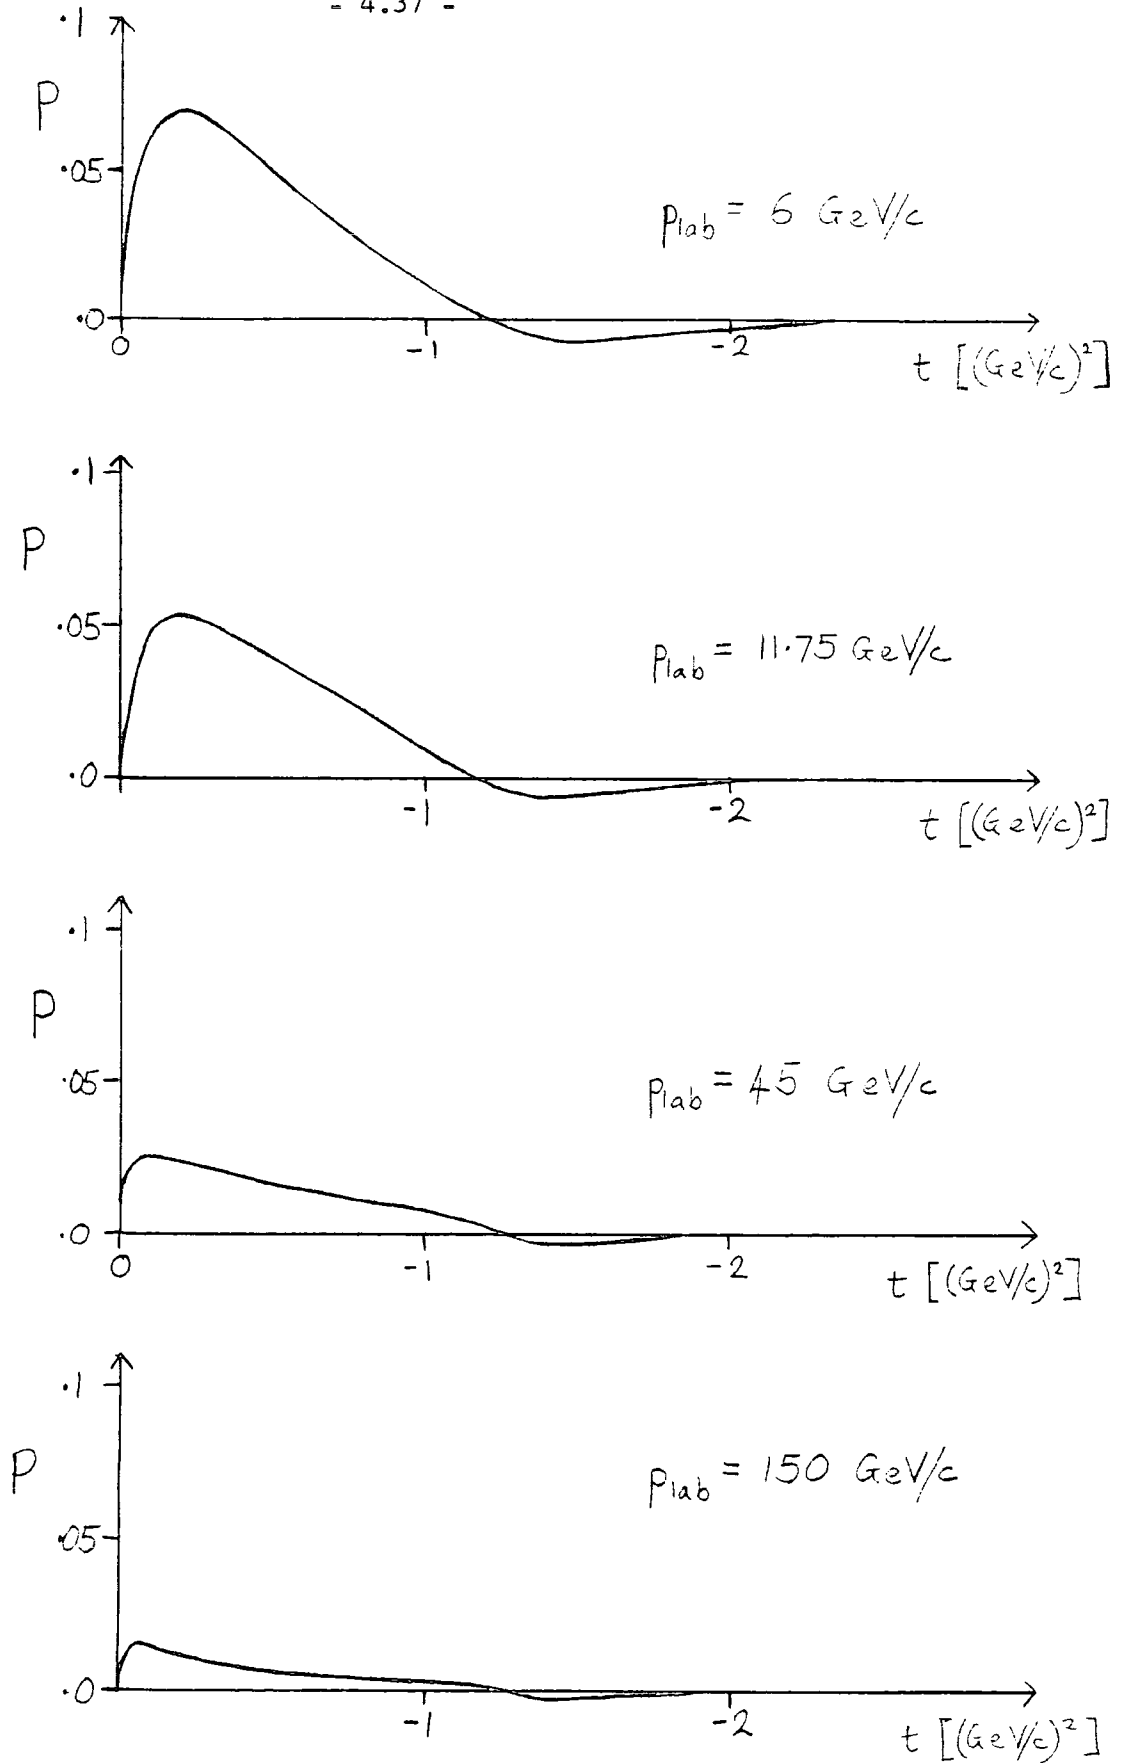 - 4.37 -
·1
P
·05
P_lab = 6 GeV/c
·0
0
-1
-2
t [(GeV/c)²]
·1
P
·05
P_lab = 11·75 GeV/c
·0
-1
-2
t [(GeV/c)²]
·1
P
·05
P_lab = 45 GeV/c
·0
0
-1
-2
t [(GeV/c)²]
·1
P
P_lab = 150 GeV/c
·05
·0
-1
-2
t [(GeV/c)²]